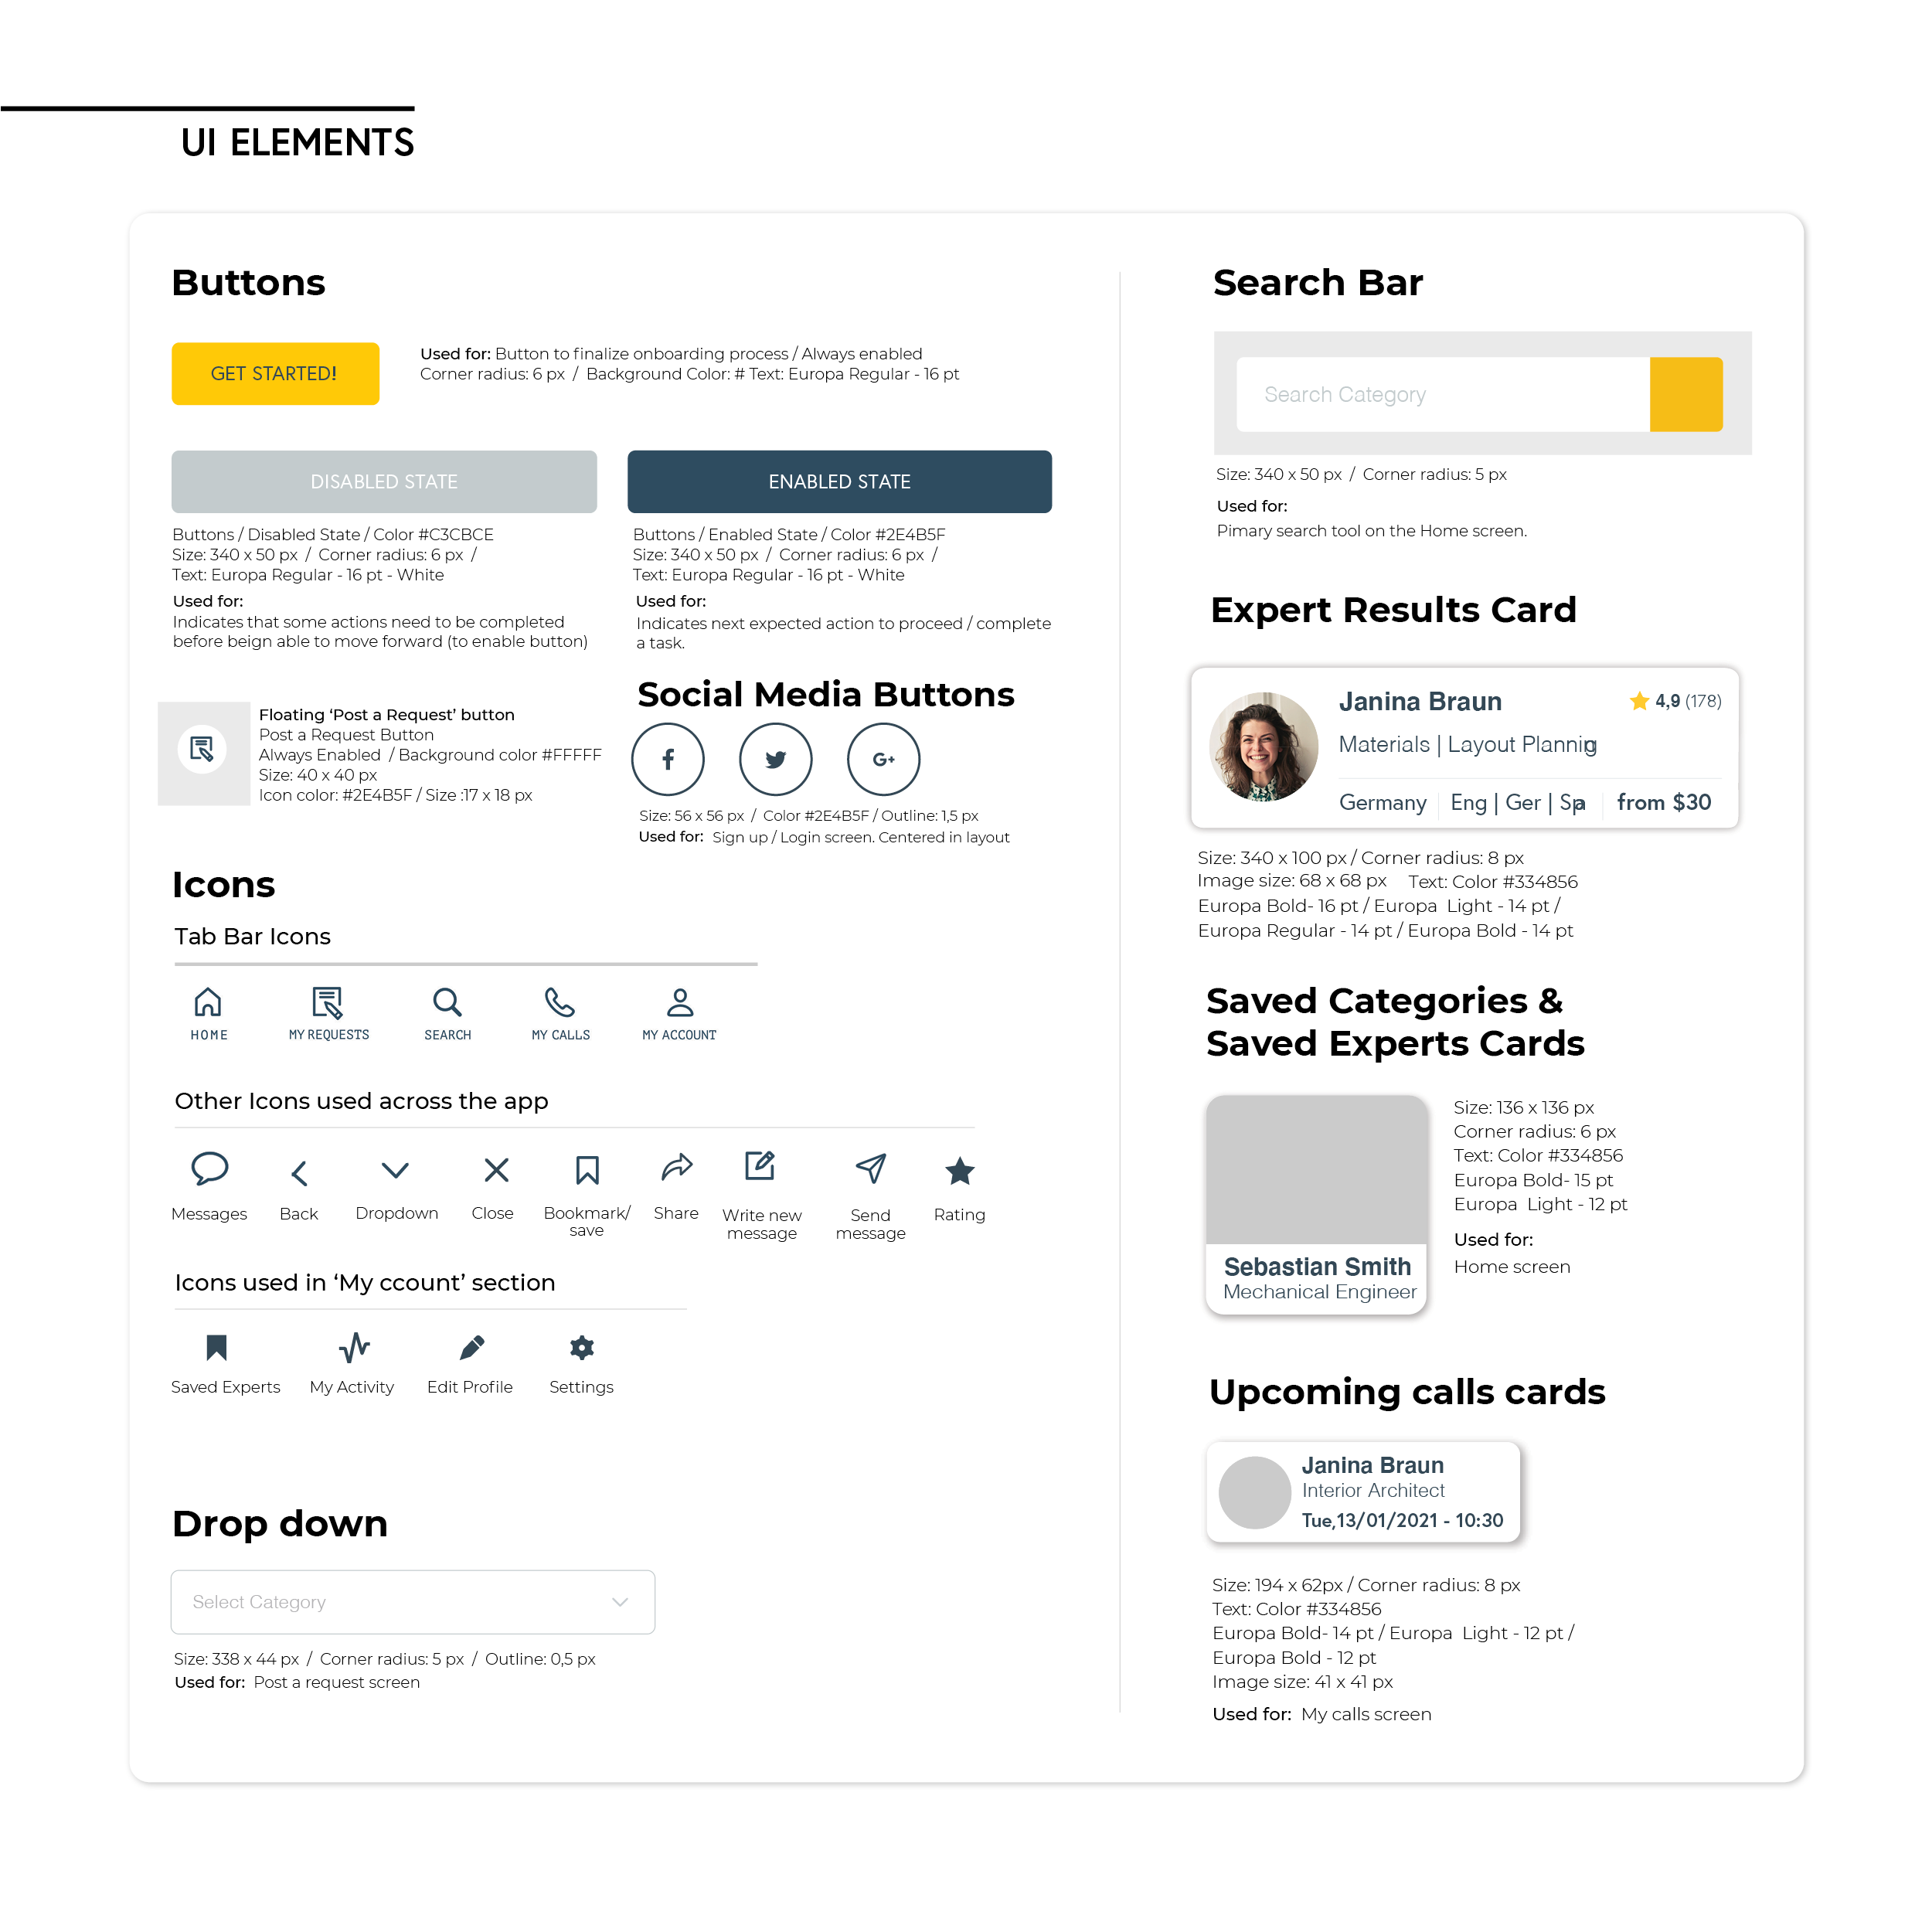 UI ELEMENTS
Buttons
GET STARTED!
Used for: Button to finalize onboarding process / Always enabled
Corner radius: 6 px / Background Color: # Text: Europa Regular - 16 pt
DISABLED STATE
Buttons / Disabled State / Color #C3CBCE
Size: 340 x 50 px / Corner radius: 6 px /
Text: Europa Regular - 16 pt - White
Used for:
Indicates that some actions need to be completed
before beign able to move forward (to enable button)
ENABLED STATE
Buttons / Enabled State / Color #2E4B5F
Size: 340 x 50 px / Corner radius: 6 px /
Text: Europa Regular - 16 pt - White
Used for:
Indicates next expected action to proceed / complete
a task.
Floating ‘Post a Request’ button
Post a Request Button
Always Enabled / Background color #FFFFF
Size: 40 x 40 px
Icon color: #2E4B5F / Size :17 x 18 px
Social Media Buttons
f
G+
Size: 56 x 56 px / Color #2E4B5F / Outline: 1,5 px
Used for: Sign up / Login screen. Centered in layout
Icons
Tab Bar Icons
HOME
MY REQUESTS
SEARCH
MY CALLS
MY ACCOUNT
Other Icons used across the app
Messages
Back
Dropdown
Close
Bookmark/
save
Share
Write new
message
Send
message
Rating
Icons used in ‘My ccount’ section
Saved Experts
My Activity
Edit Profile
Settings
Drop down
Select Category
Size: 338 x 44 px / Corner radius: 5 px / Outline: 0,5 px
Used for: Post a request screen
Search Bar
Search Category
Size: 340 x 50 px / Corner radius: 5 px
Used for:
Pimary search tool on the Home screen.
Expert Results Card
Janina Braun
4,9 (178)
Materials | Layout Plannig
Germany
Eng | Ger | Spa
from $30
Size: 340 x 100 px / Corner radius: 8 px
Image size: 68 x 68 px Text: Color #334856
Europa Bold- 16 pt / Europa Light - 14 pt /
Europa Regular - 14 pt / Europa Bold - 14 pt
Saved Categories &
Saved Experts Cards
Sebastian Smith
Mechanical Engineer
Size: 136 x 136 px
Corner radius: 6 px
Text: Color #334856
Europa Bold- 15 pt
Europa Light - 12 pt
Used for:
Home screen
Upcoming calls cards
Janina Braun
Interior Architect
Tue,13/01/2021 - 10:30
Size: 194 x 62px / Corner radius: 8 px
Text: Color #334856
Europa Bold- 14 pt / Europa Light - 12 pt /
Europa Bold - 12 pt
Image size: 41 x 41 px
Used for: My calls screen